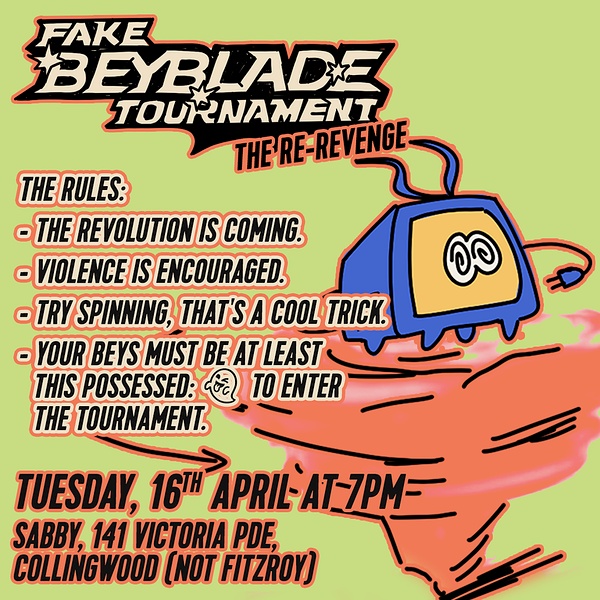 FAKE
BEYBLADE
TOURNAMENT
THE RE-REVENGE
THE RULES:
- THE REVOLUTION IS COMING.
- VIOLENCE IS ENCOURAGED.
- TRY SPINNING, THAT'S A COOL TRICK.
- YOUR BEYS MUST BE AT LEAST
THIS POSSESSED: TO ENTER
THE TOURNAMENT.
TUESDAY, 16TH APRIL AT 7PM
SABBY, 141 VICTORIA PDE,
COLLINGWOOD (NOT FITZROY)